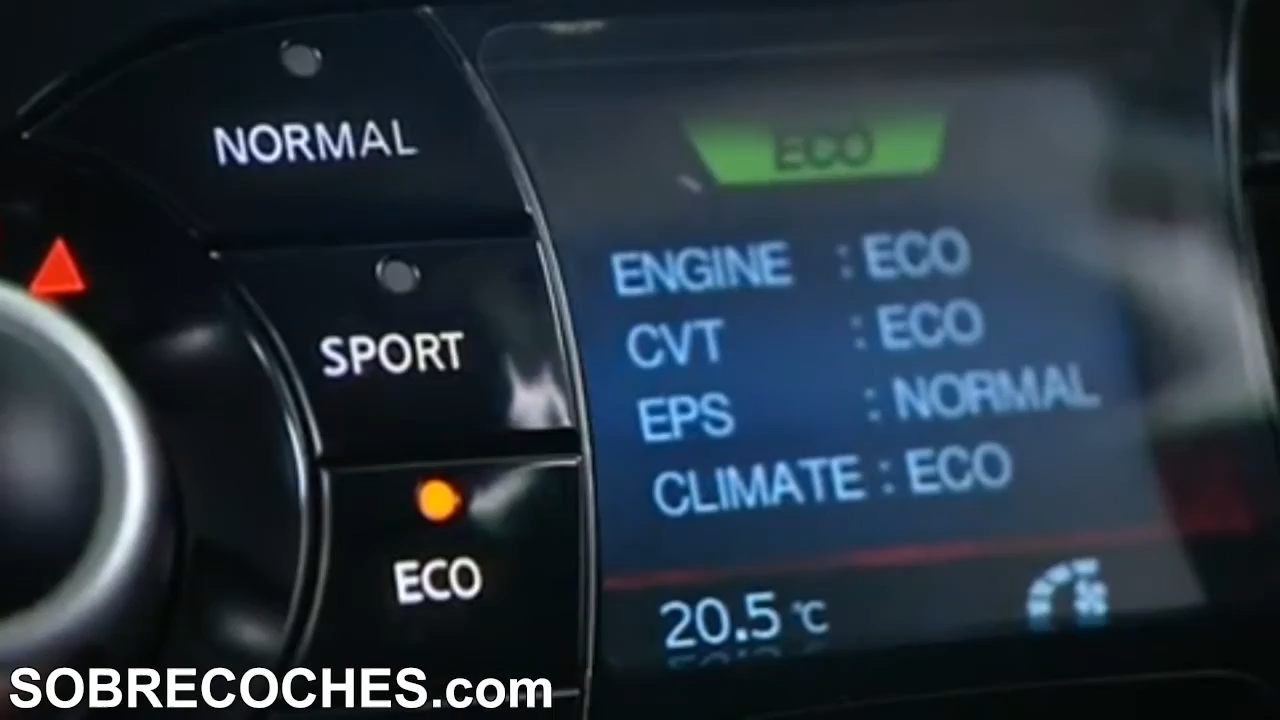 NORMAL
SPORT
ECO
ECO
ENGINE : ECO
CVT : ECO
EPS : NORMAL
CLIMATE : ECO
20.5 °C
SOBRECOCHES.com